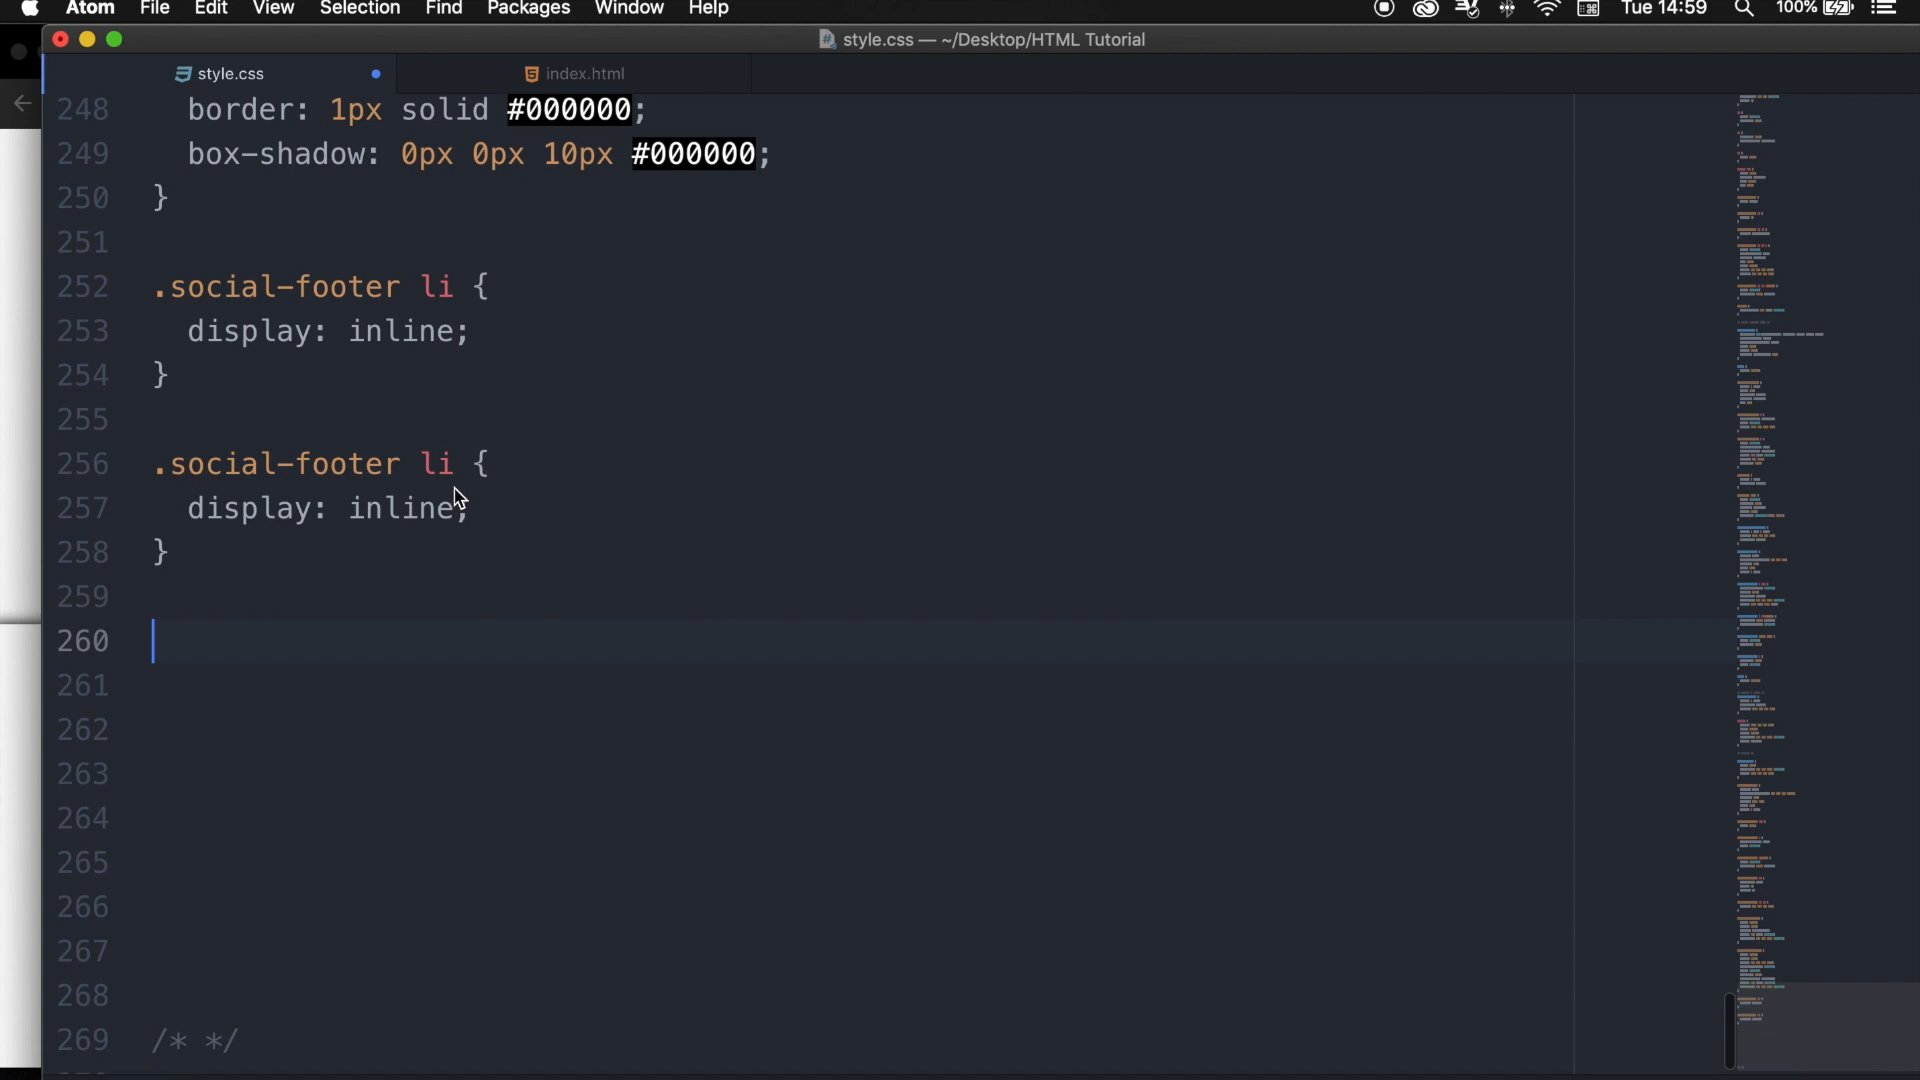 Atom File Edit View Selection Find Packages Window Help Tue 14:59 100%
style.css — ~/Desktop/HTML Tutorial
style.css index.html
248 border: 1px solid #000000;
249 box-shadow: 0px 0px 10px #000000;
250 }
251
252 .social-footer li {
253 display: inline;
254 }
255
256 .social-footer li {
257 display: inline;
258 }
259
260
261
262
263
264
265
266
267
268
269 /* */